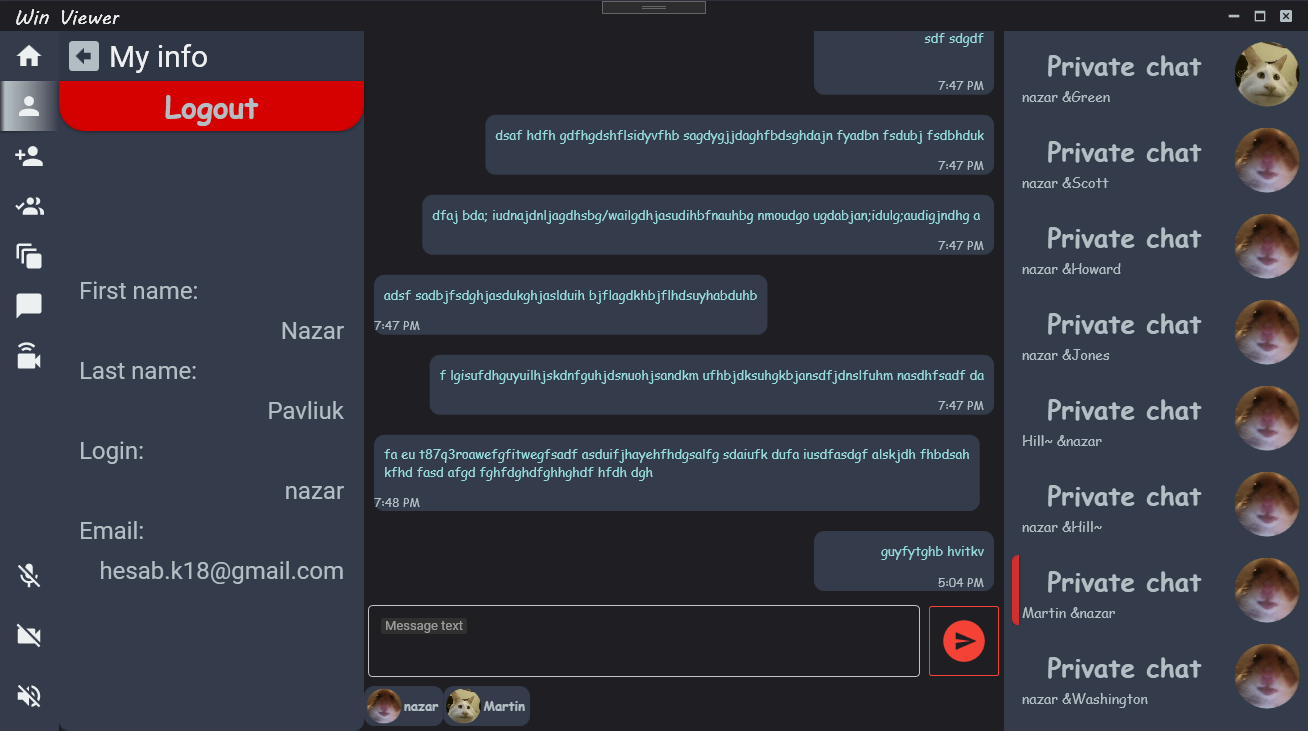 Win Viewer
My info
Logout
First name:
Nazar
Last name:
Pavliuk
Login:
nazar
Email:
hesab.k18@gmail.com
sdf sdgdf
7:47 PM
dsaf hdfh gdfhgdshflsidyvfhb sagdygjjdaghfbdsghdajn fyadbn fsdubj fsdbhduk
7:47 PM
dfaj bda; iudnajdnljagdhsbg/wailgdhjasudihbfnauhbg nmoudgo ugdabjan;idulg;audigjndhg a
7:47 PM
adsf sadbjfsdghjasdukghjaslduih bjflagdkhbjflhdsuyhabduhb
7:47 PM
f lgisufdhguyuilhjskdnfguhjdsnuohjsandkm ufhbjdksuhgkbjansdfjdnslfuhm nasdhfsadf da
7:47 PM
fa eu t87q3roawefgfitwegfsadf asduifjhayehfhdgsalfg sdaiufk dufa iusdfasdgf alskjdh fhbdsah
kfhd fasd afgd fghfdghdfghhghdf hfdh dgh
7:48 PM
guyfytghb hvitkv
5:04 PM
Message text
nazar
Martin
Private chat
nazar &Green
Private chat
nazar &Scott
Private chat
nazar &Howard
Private chat
nazar &Jones
Private chat
Hill~ &nazar
Private chat
nazar &Hill~
Private chat
Martin &nazar
Private chat
nazar &Washington